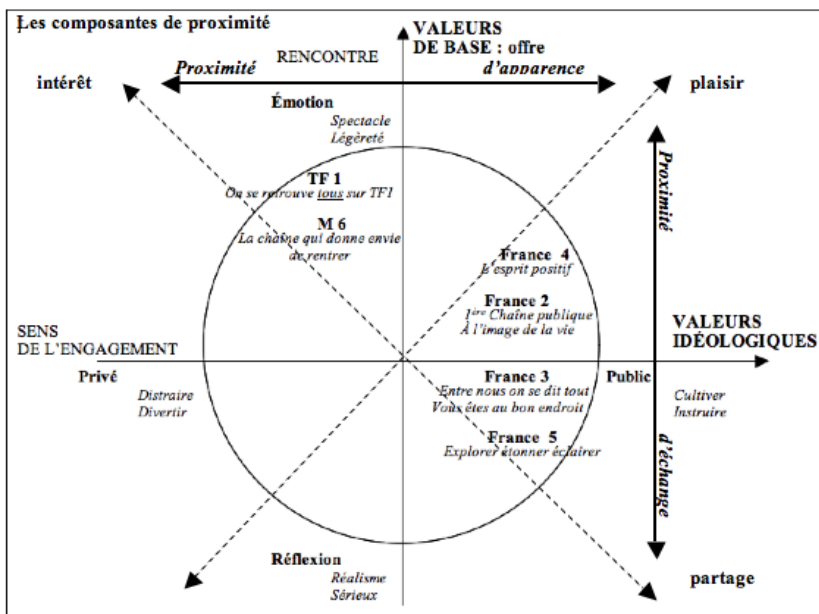 Les composantes de proximité
VALEURS
DE BASE : offre
RENCONTRE
Proximité
d'apparence
intérêt
plaisir
Émotion
Spectacle
Légèreté
TF 1
On se retrouve tous sur TF1
M 6
La chaîne qui donne envie
de rentrer
Proximité
France 4
L'esprit positif
France 2
1ère Chaîne publique
À l'image de la vie
SENS
DE L'ENGAGEMENT
VALEURS
IDÉOLOGIQUES
Privé
Public
Distraire
Divertir
France 3
Entre nous on se dit tout
Vous êtes au bon endroit
Cultiver
Instruire
France 5
Explorer étonner éclairer
d'échange
Réflexion
Réalisme
Sérieux
partage